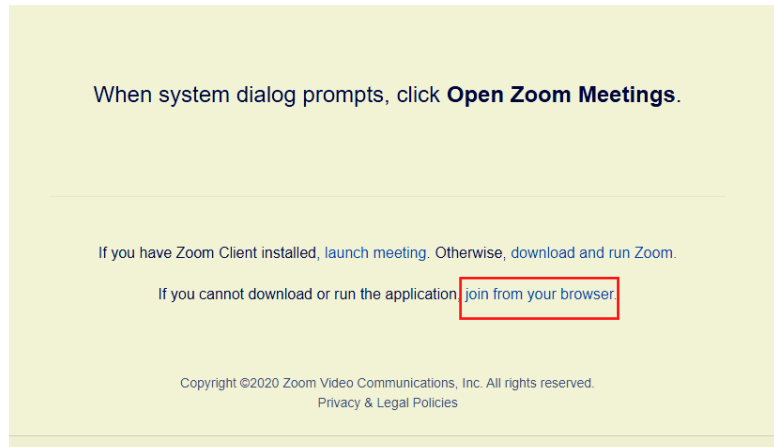 When system dialog prompts, click Open Zoom Meetings.
If you have Zoom Client installed, launch meeting. Otherwise, download and run Zoom.
If you cannot download or run the application, join from your browser.
Copyright ©2020 Zoom Video Communications, Inc. All rights reserved.
Privacy & Legal Policies